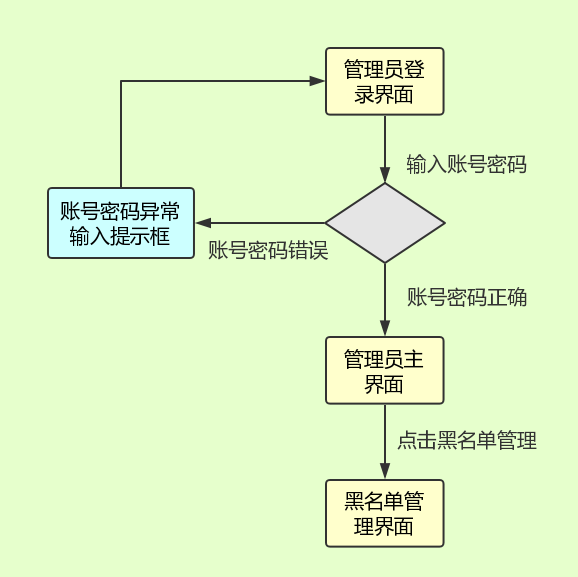 管理员登
录界面
输入账号密码
账号密码异常
输入提示框
账号密码错误
账号密码正确
管理员主
界面
点击黑名单管理
黑名单管
理界面